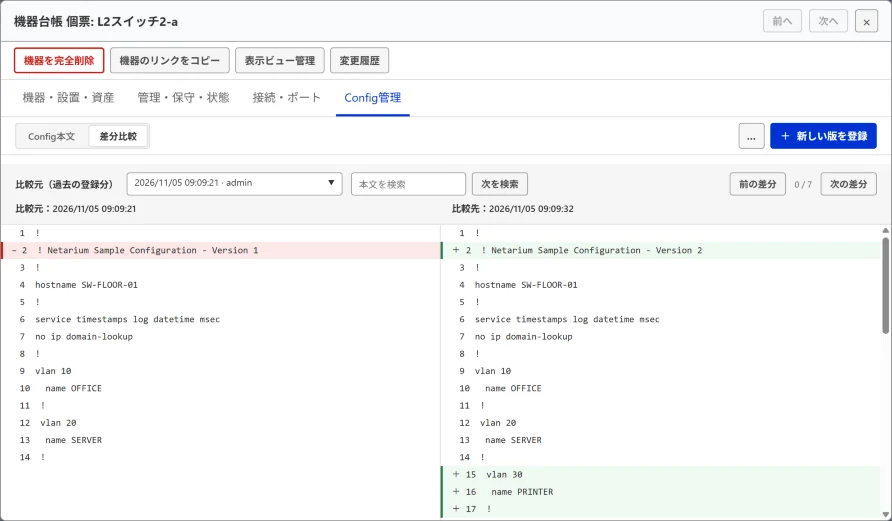 機器台帳 個票: L2スイッチ2-a
前へ 次へ ×
機器を完全削除 機器のリンクをコピー 表示ビュー管理 変更履歴
機器・設置・資産 管理・保守・状態 接続・ポート Config管理
Config本文 差分比較 ... ＋ 新しい版を登録
比較元（過去の登録分） 2026/11/05 09:09:21 · admin ▼ 本文を検索 次を検索 前の差分 0 / 7 次の差分
比較元：2026/11/05 09:09:21
1 !
− 2 ! Netarium Sample Configuration - Version 1
3 !
4 hostname SW-FLOOR-01
5 !
6 service timestamps log datetime msec
7 no ip domain-lookup
8 !
9 vlan 10
10 name OFFICE
11 !
12 vlan 20
13 name SERVER
14 !
比較先：2026/11/05 09:09:32
1 !
+ 2 ! Netarium Sample Configuration - Version 2
3 !
4 hostname SW-FLOOR-01
5 !
6 service timestamps log datetime msec
7 no ip domain-lookup
8 !
9 vlan 10
10 name OFFICE
11 !
12 vlan 20
13 name SERVER
14 !
+ 15 vlan 30
+ 16 name PRINTER
+ 17 !